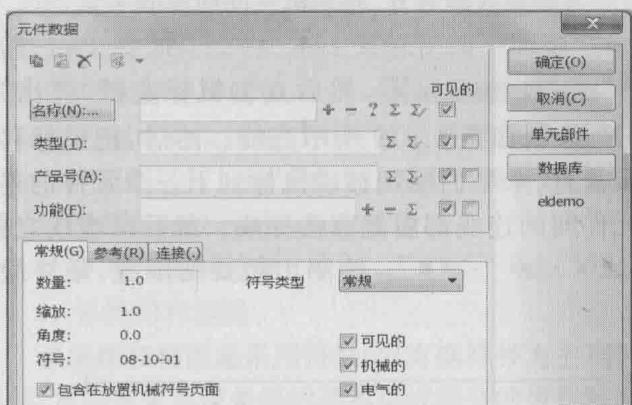 元件数据
确定(O)
可见的
名称(N):...
+ - ? Σ Σ
取消(C)
类型(T):
Σ Σ
单元部件
产品号(A):
Σ Σ
数据库
功能(F):
+ - Σ
eldemo
常规(G) 参考(R) 连接(.)
数量: 1.0 符号类型 常规
缩放: 1.0
角度: 0.0 可见的
符号: 08-10-01 机械的
包含在放置机械符号页面 电气的